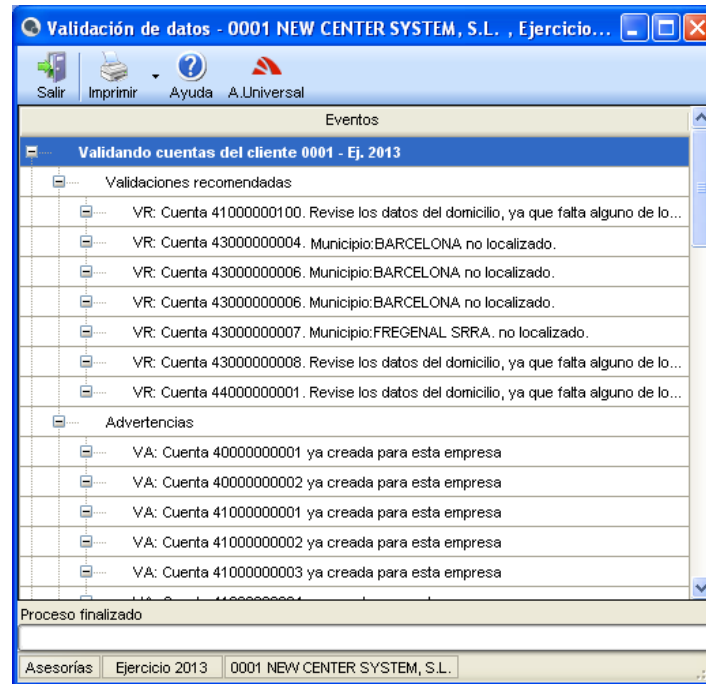 Validación de datos - 0001 NEW CENTER SYSTEM, S.L. , Ejercicio...
Salir Imprimir Ayuda A.Universal
Eventos
Validando cuentas del cliente 0001 - Ej. 2013
Validaciones recomendadas
VR: Cuenta 41000000100. Revise los datos del domicilio, ya que falta alguno de lo...
VR: Cuenta 43000000004. Municipio:BARCELONA no localizado.
VR: Cuenta 43000000006. Municipio:BARCELONA no localizado.
VR: Cuenta 43000000006. Municipio:BARCELONA no localizado.
VR: Cuenta 43000000007. Municipio:FREGENAL SRRA. no localizado.
VR: Cuenta 43000000008. Revise los datos del domicilio, ya que falta alguno de lo...
VR: Cuenta 44000000001. Revise los datos del domicilio, ya que falta alguno de lo...
Advertencias
VA: Cuenta 40000000001 ya creada para esta empresa
VA: Cuenta 40000000002 ya creada para esta empresa
VA: Cuenta 41000000001 ya creada para esta empresa
VA: Cuenta 41000000002 ya creada para esta empresa
VA: Cuenta 41000000003 ya creada para esta empresa
Proceso finalizado
Asesorías Ejercicio 2013 0001 NEW CENTER SYSTEM, S.L.